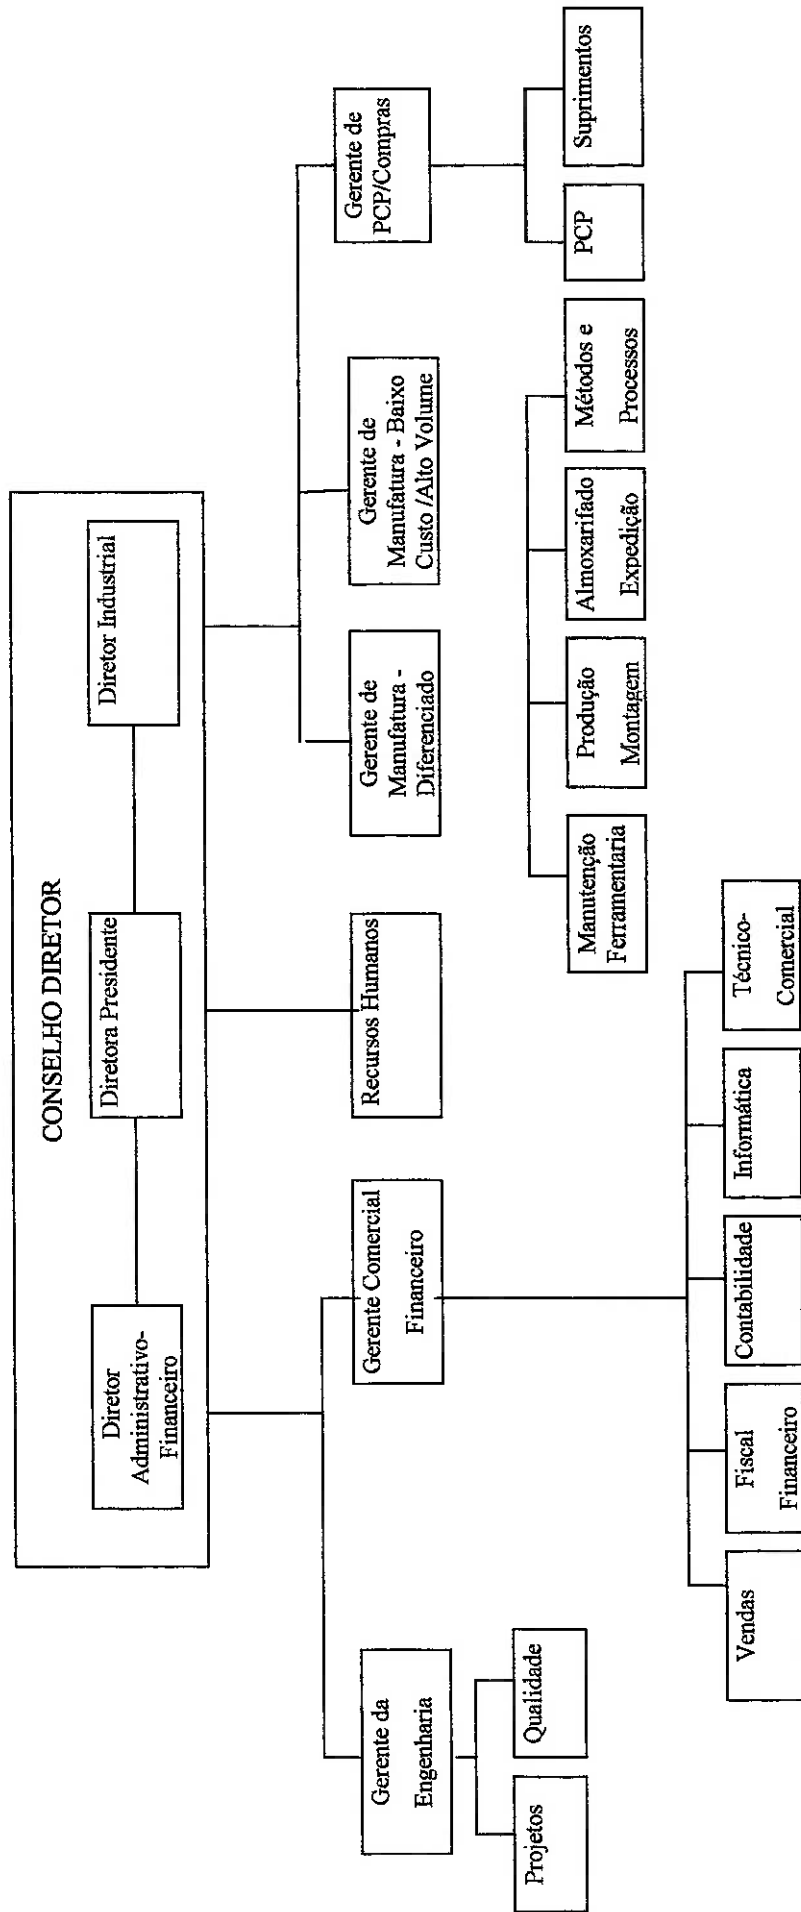 CONSELHO DIRETOR
Diretor
Administrativo-
Financeiro
Diretora Presidente
Diretor Industrial
Gerente da
Engenharia
Gerente Comercial
Financeiro
Recursos Humanos
Gerente de
Manufatura -
Diferenciado
Gerente de
Manufatura - Baixo
Custo /Alto Volume
Gerente de
PCP/Compras
Projetos
Qualidade
Manutenção
Ferramentaria
Produção
Montagem
Almoxarifado
Expedição
Métodos e
Processos
PCP
Suprimentos
Vendas
Fiscal
Financeiro
Contabilidade
Informática
Técnico-
Comercial